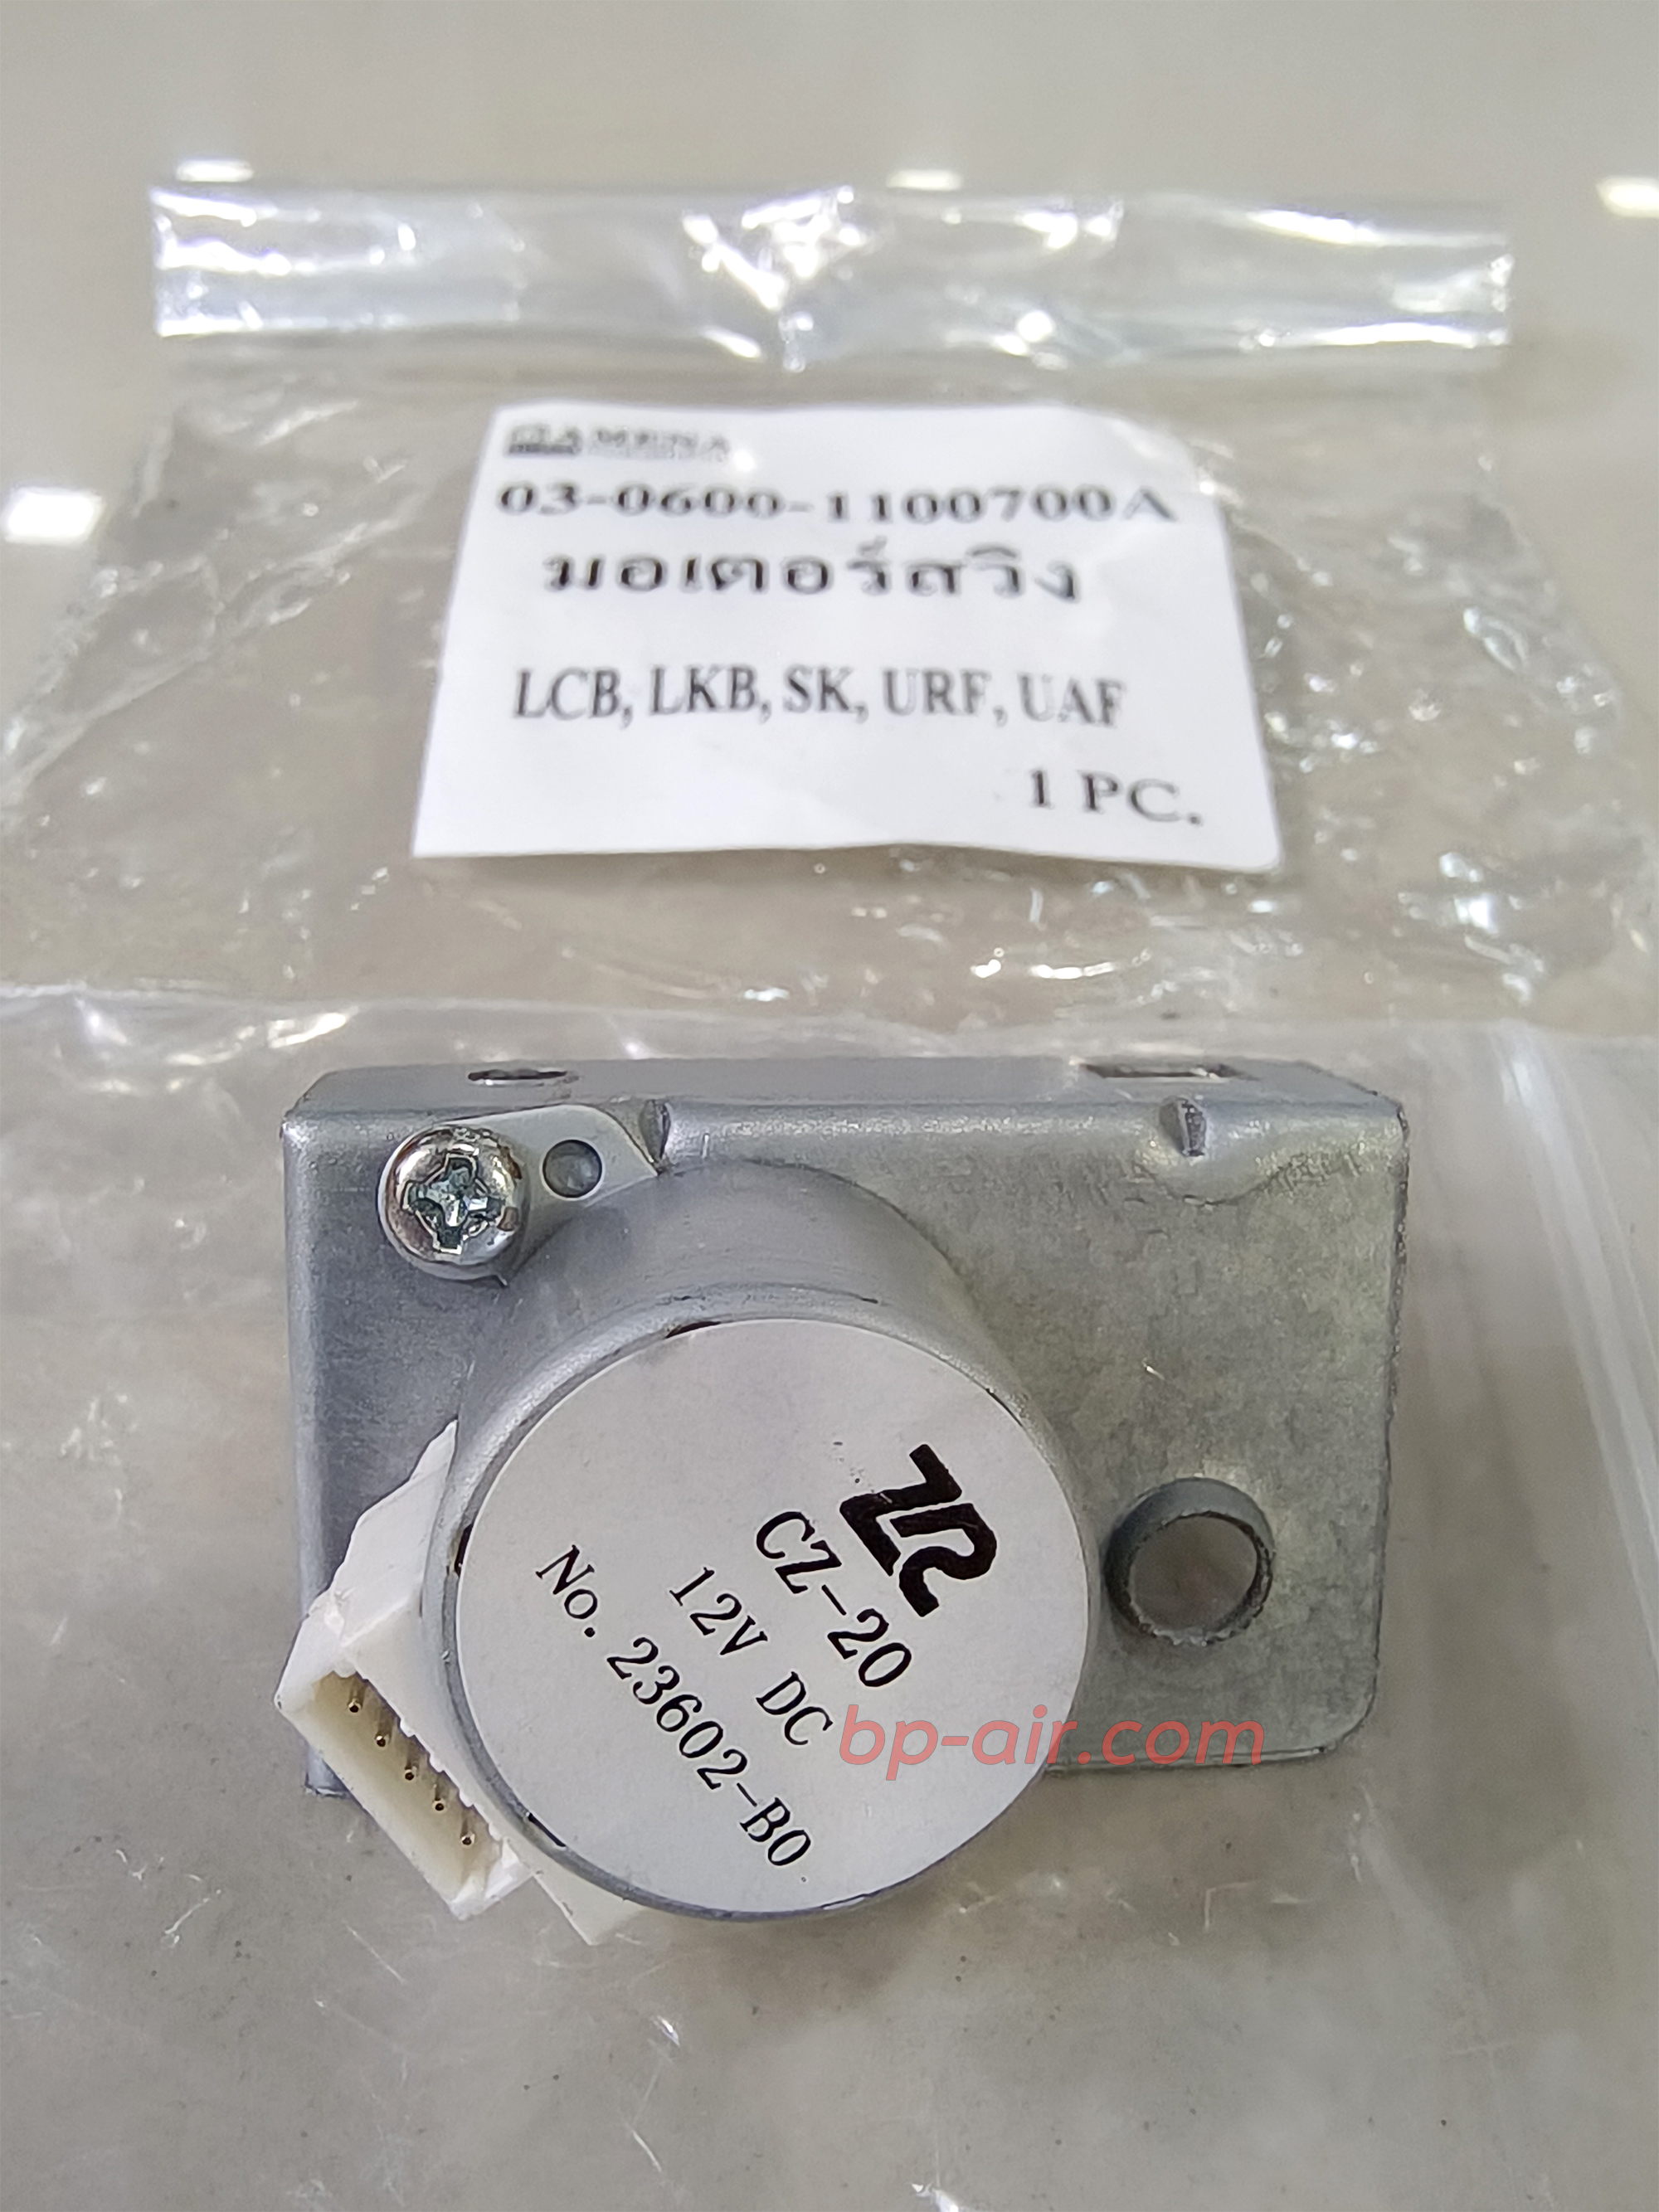 AMENA
03-0600-1100700A
มอเตอร์สวิง
LCB, LKB, SK, URF, UAF
1 PC.
CZ-20
12V DC
No. 23602-B0
bp-air.com